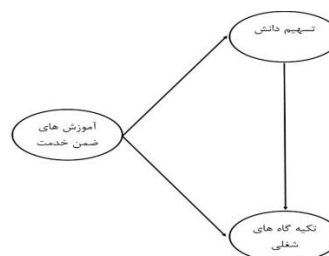 تسهیم دانش
آموزش های
ضمن خدمت
تکیه گاه های
شغلی